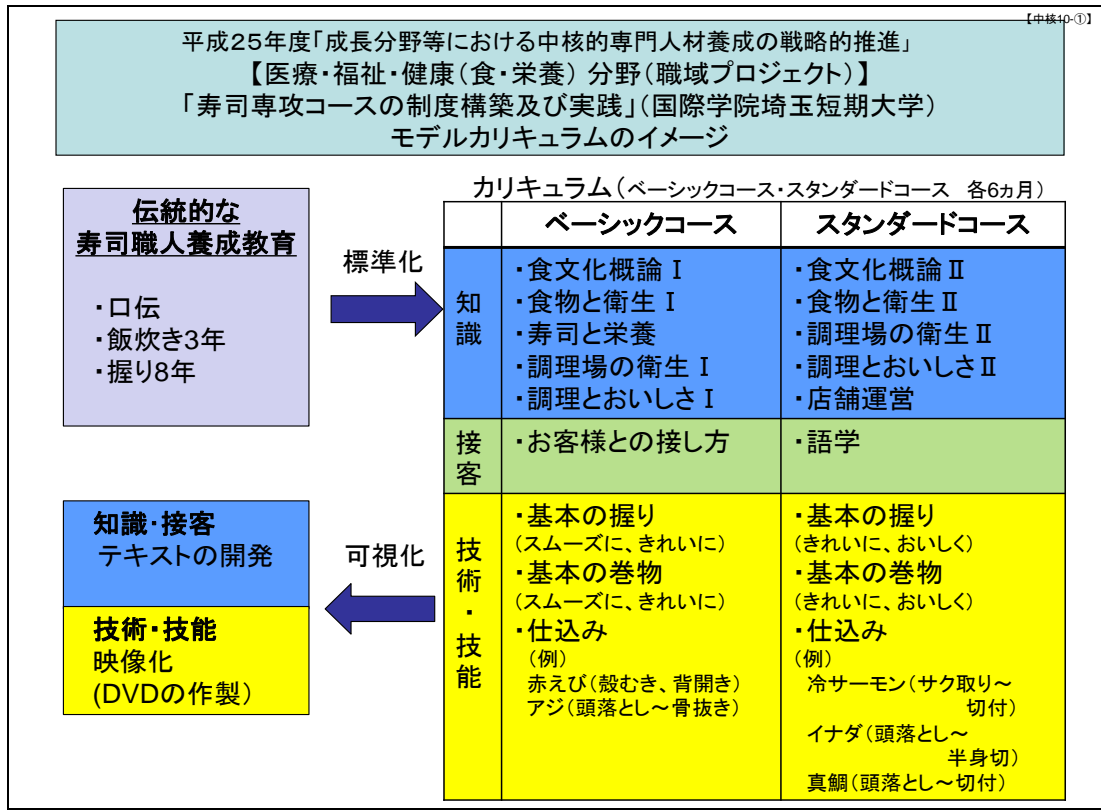 【中核10-①】
平成25年度「成長分野等における中核的専門人材養成の戦略的推進」
【医療・福祉・健康（食・栄養） 分野（職域プロジェクト）】
「寿司専攻コースの制度構築及び実践」（国際学院埼玉短期大学）
モデルカリキュラムのイメージ
伝統的な
寿司職人養成教育
・口伝
・飯炊き3年
・握り8年
標準化
カリキュラム（ベーシックコース・スタンダードコース 各6ヵ月）
ベーシックコース
スタンダードコース
知識
・食文化概論Ⅰ
・食物と衛生Ⅰ
・寿司と栄養
・調理場の衛生Ⅰ
・調理とおいしさⅠ
・食文化概論Ⅱ
・食物と衛生Ⅱ
・調理場の衛生Ⅱ
・調理とおいしさⅡ
・店舗運営
接客
・お客様との接し方
・語学
技術・技能
・基本の握り
（スムーズに、きれいに）
・基本の巻物
（スムーズに、きれいに）
・仕込み
（例）
赤えび（殻むき、背開き）
アジ（頭落とし～骨抜き）
・基本の握り
（きれいに、おいしく）
・基本の巻物
（きれいに、おいしく）
・仕込み
（例）
冷サーモン（サク取り～
切付）
イナダ（頭落とし～
半身切）
真鯛（頭落とし～切付）
可視化
知識・接客
テキストの開発
技術・技能
映像化
(DVDの作製）